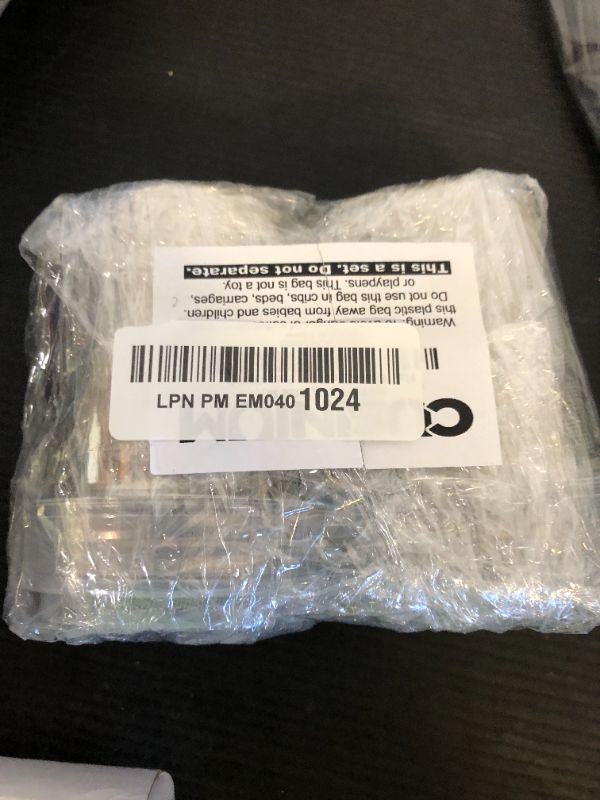 This is a set. Do not separate.
or playpens. This bag is not a toy.
Do not use this bag in cribs, beds, carriages,
this plastic bag away from babies and children.
Warning: To avoid danger of
LPN PM EM040 1024